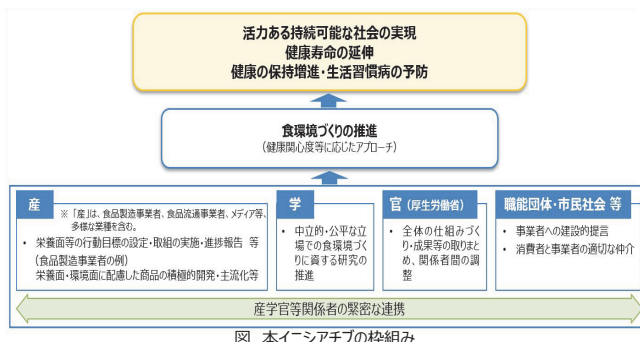 活力ある持続可能な社会の実現
健康寿命の延伸
健康の保持増進・生活習慣病の予防
食環境づくりの推進
(健康関心度等に応じたアプローチ)
産
※「産」は、食品製造事業者、食品流通事業者、メディア等、
多様な業種を含む。
• 栄養面等の行動目標の設定・取組の実施・進捗報告 等
(食品製造事業者の例)
栄養面・環境面に配慮した商品の積極的開発・主流化等
学
• 中立的・公平な立
場での食環境づく
りに資する研究の
推進
官 (厚生労働省)
• 全体の仕組みづく
り・成果等の取りまと
め、関係者間の調
整
職能団体・市民社会 等
• 事業者への建設的提言
• 消費者と事業者の適切な仲介
産学官等関係者の緊密な連携
図 本イニシアチブの枠組み